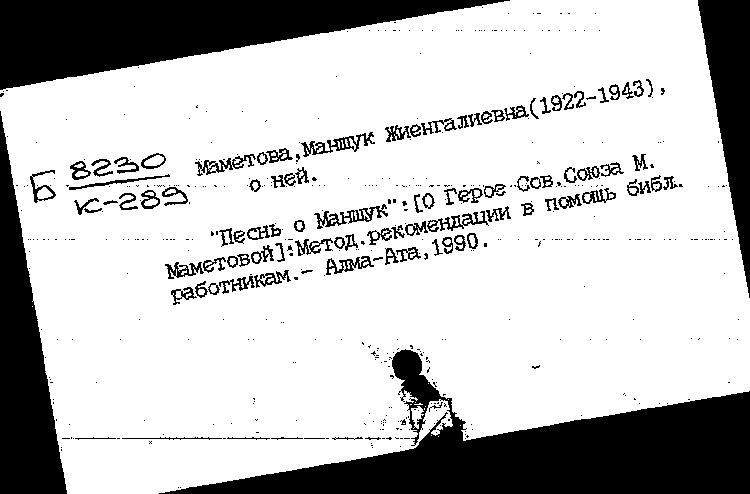 Б 8230
К-289
Маметова,Маншук Жиенгалиевна(1922-1943),
о ней.
"Песнь о Маншук":[О Герое Сов.Союза М.
Маметовой]:Метод.рекомендации в помощь библ.
работникам.- Алма-Ата,1990.